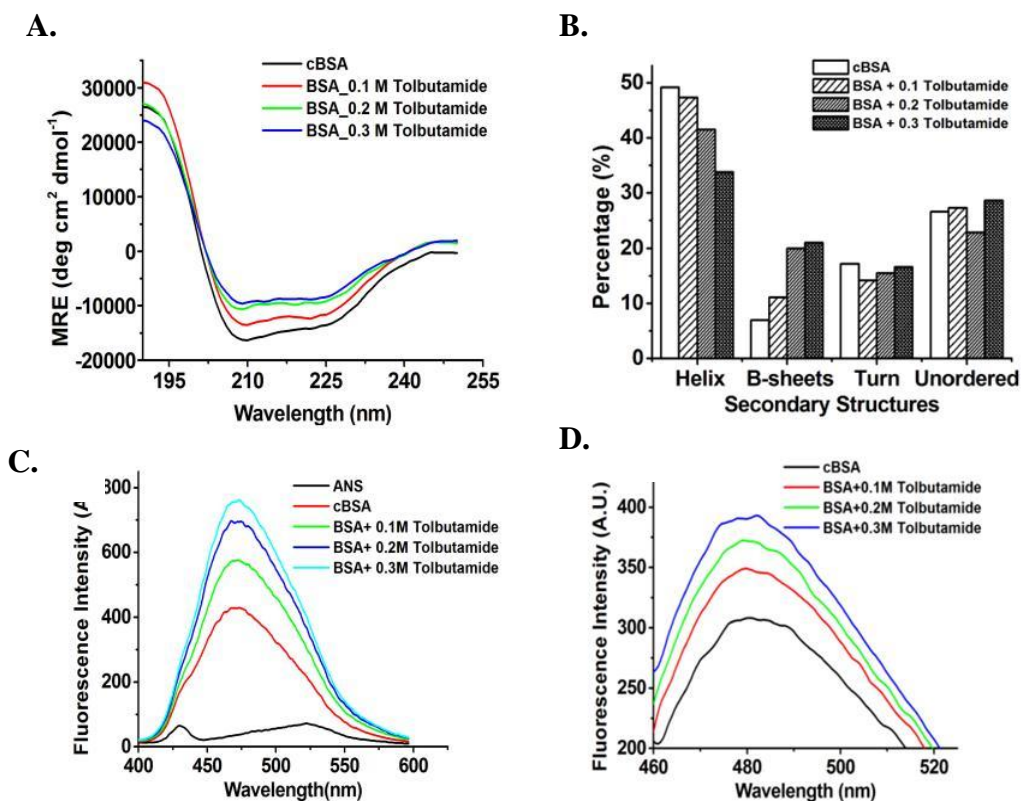 A.
cBSA
BSA_0.1 M Tolbutamide
BSA_0.2 M Tolbutamide
BSA_0.3 M Tolbutamide
30000
20000
10000
0
-10000
-20000
MRE (deg cm² dmol⁻¹)
195 210 225 240 255
Wavelength (nm)
B.
cBSA
BSA + 0.1 Tolbutamide
BSA + 0.2 Tolbutamide
BSA + 0.3 Tolbutamide
50
40
30
20
10
0
Percentage (%)
Helix B-sheets Turn Unordered
Secondary Structures
C.
ANS
cBSA
BSA+ 0.1M Tolbutamide
BSA+ 0.2M Tolbutamide
BSA+ 0.3M Tolbutamide
800
600
400
200
0
Fluorescence Intensity (A
400 450 500 550 600
Wavelength(nm)
D.
cBSA
BSA+0.1M Tolbutamide
BSA+0.2M Tolbutamide
BSA+0.3M Tolbutamide
400
350
300
250
200
Fluorescence Intensity (A.U.)
460 480 500 520
Wavelength (nm)